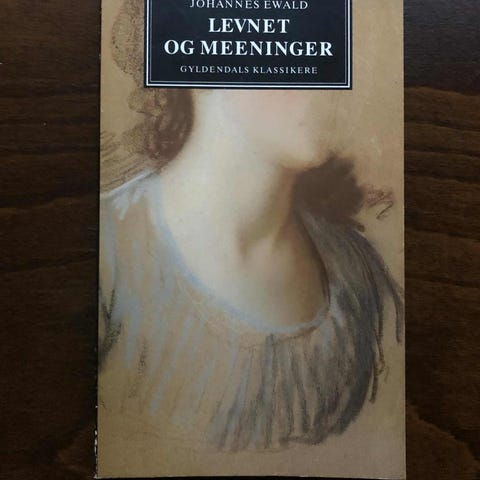 JOHANNES EWALD
LEVNET
OG MEENINGER
GYLDENDALS KLASSIKERE